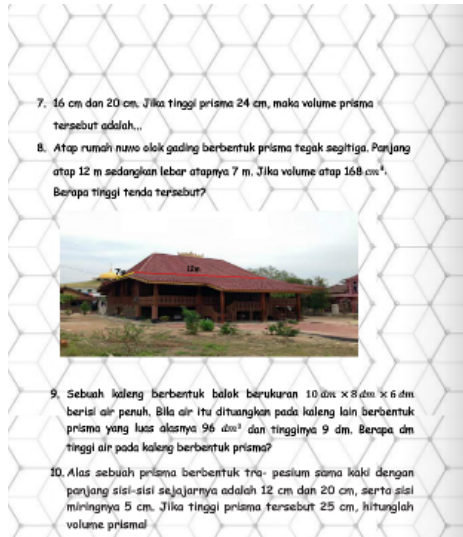 7. 16 cm dan 20 cm. Jika tinggi prisma 24 cm, maka volume prisma
tersebut adalah...
8. Atap rumah nuwo olok gading berbentuk prisma tegak segitiga. Panjang
atap 12 m sedangkan lebar atapnya 7 m. Jika volume atap 168 cm³.
Berapa tinggi tenda tersebut?
7m 12m
9. Sebuah kaleng berbentuk balok berukuran 10 dm × 8 dm × 6 dm
berisi air penuh. Bila air itu dituangkan pada kaleng lain berbentuk
prisma yang luas alasnya 96 dm² dan tingginya 9 dm. Berapa dm
tinggi air pada kaleng berbentuk prisma?
10. Alas sebuah prisma berbentuk tra- pesium sama kaki dengan
panjang sisi-sisi sejajarnya adalah 12 cm dan 20 cm, serta sisi
miringnya 5 cm. Jika tinggi prisma tersebut 25 cm, hitunglah
volume prisma!